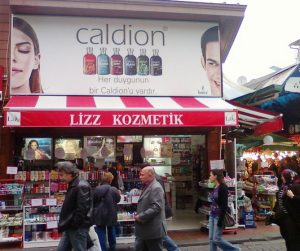 caldion
Her duygunun
bir Caldion'u vardır.
LİZZ KOZMETİK